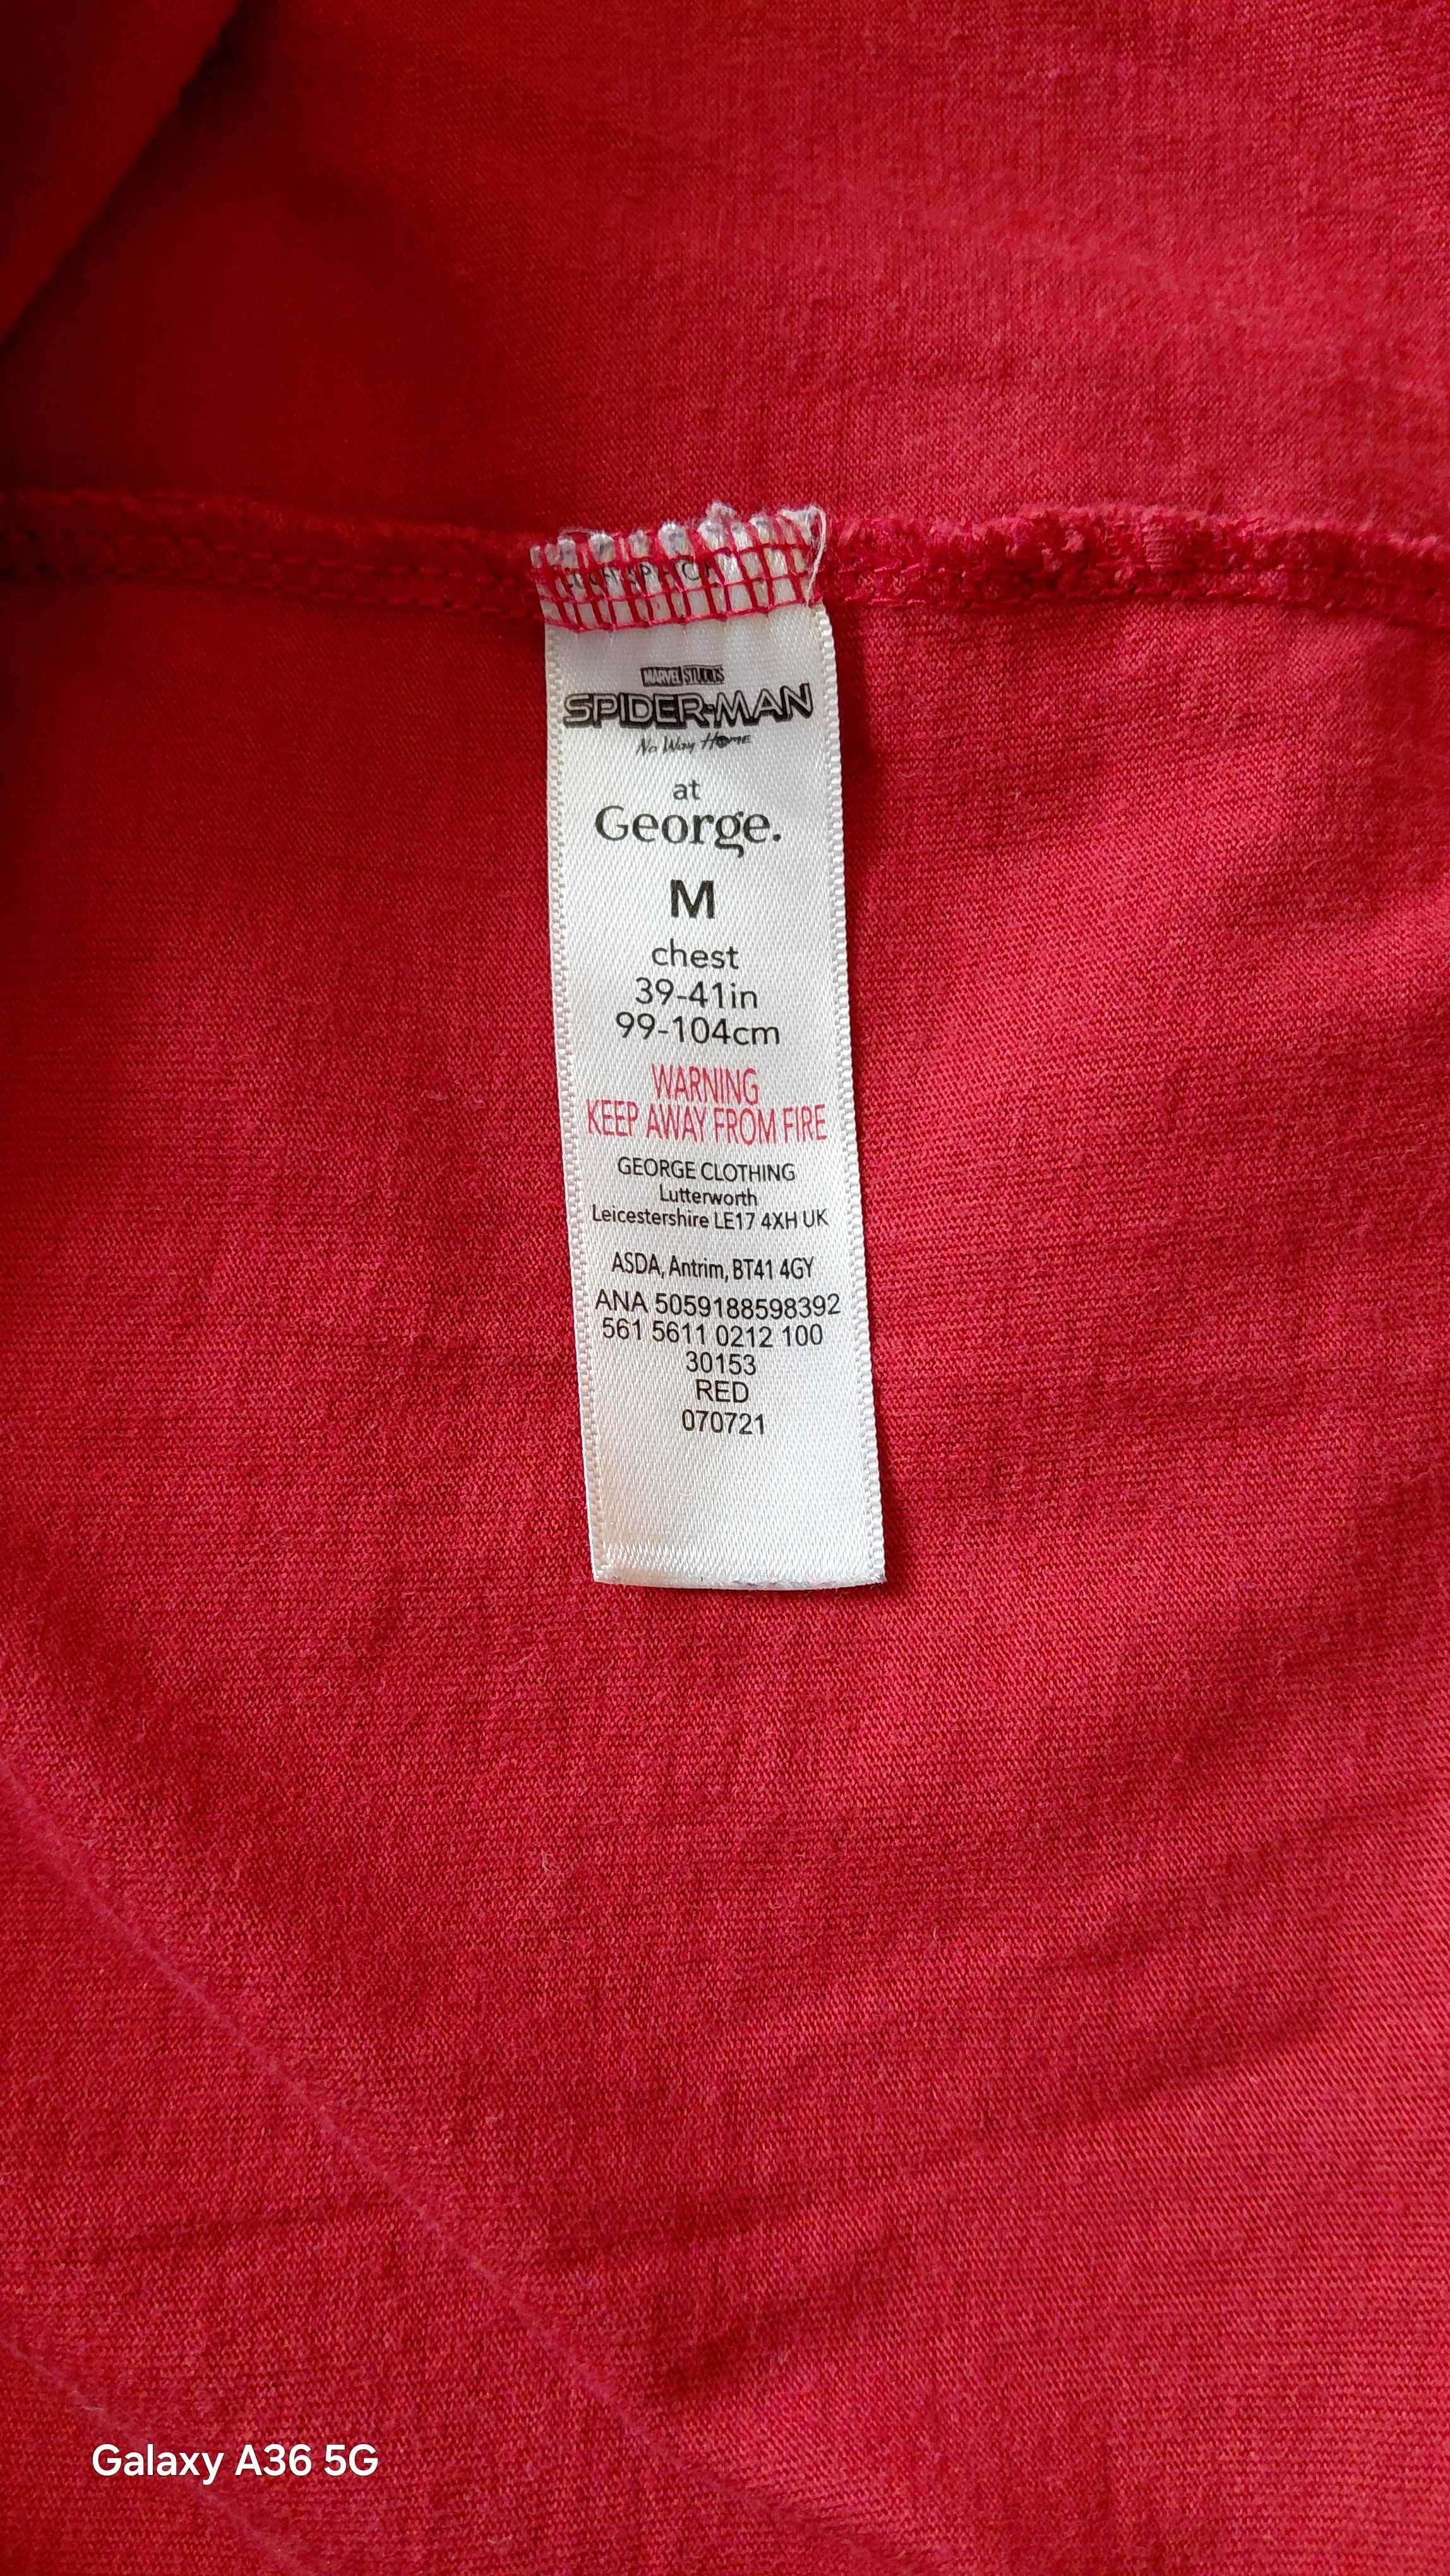 MARVEL STUDIOS
SPIDER-MAN
No Way Home
at
George.
M
chest
39-41in
99-104cm
WARNING
KEEP AWAY FROM FIRE
GEORGE CLOTHING
Lutterworth
Leicestershire LE17 4XH UK
ASDA, Antrim, BT41 4GY
ANA 5059188598392
561 5611 0212 100
30153
RED
070721
Galaxy A36 5G